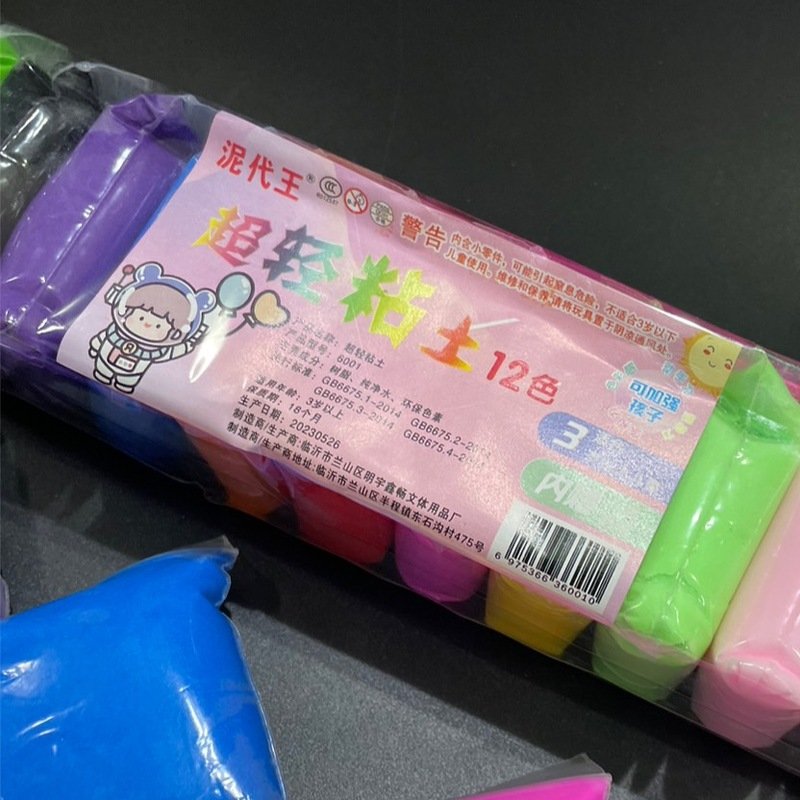 泥代王®
警告
内含小零件，可能引起窒息危险，不适合3岁以下
儿童使用。维修和保养:请将玩具置于阴凉通风处。
超轻粘土 12色
产品名称：超轻粘土
产品型号：6001
主要成分：树脂、纯净水、环保色素
执行标准：GB6675.1-2014 GB6675.2-2014
GB6675.3-2014 GB6675.4-2014
适用年龄：3岁以上
保质期：18个月
生产日期：20230526
制造商/生产商：临沂市兰山区明宇鑫畅文体用品厂
制造商/生产商地址：临沂市兰山区半程镇东石沟村475号
可加强
孩子
3
内
6 975366 360010